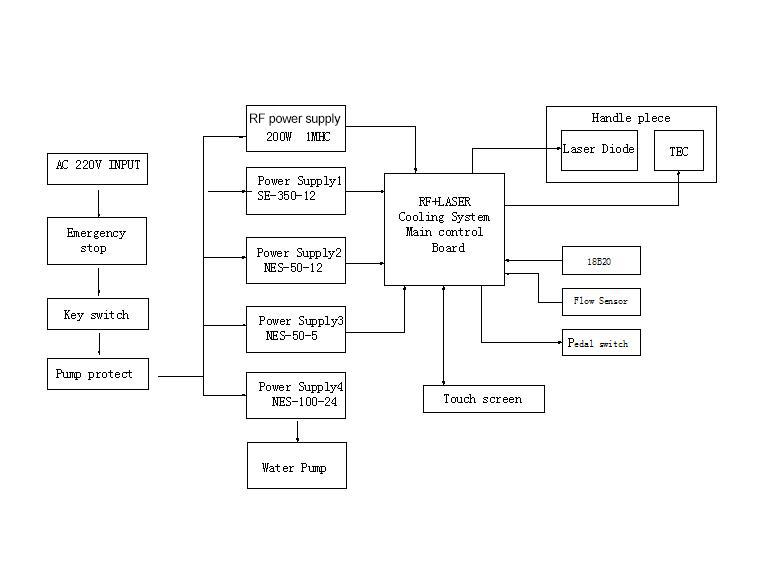 RF power supply
200W 1MHC
Handle plece
Laser Diode
TEC
AC 220V INPUT
Power Supply1
SE-350-12
RF+LASER
Cooling System
Main control
Board
Emergency
stop
Power Supply2
NES-50-12
18B20
Flow Sensor
Key switch
Power Supply3
NES-50-5
Pedal switch
Pump protect
Power Supply4
NES-100-24
Touch screen
Water Pump